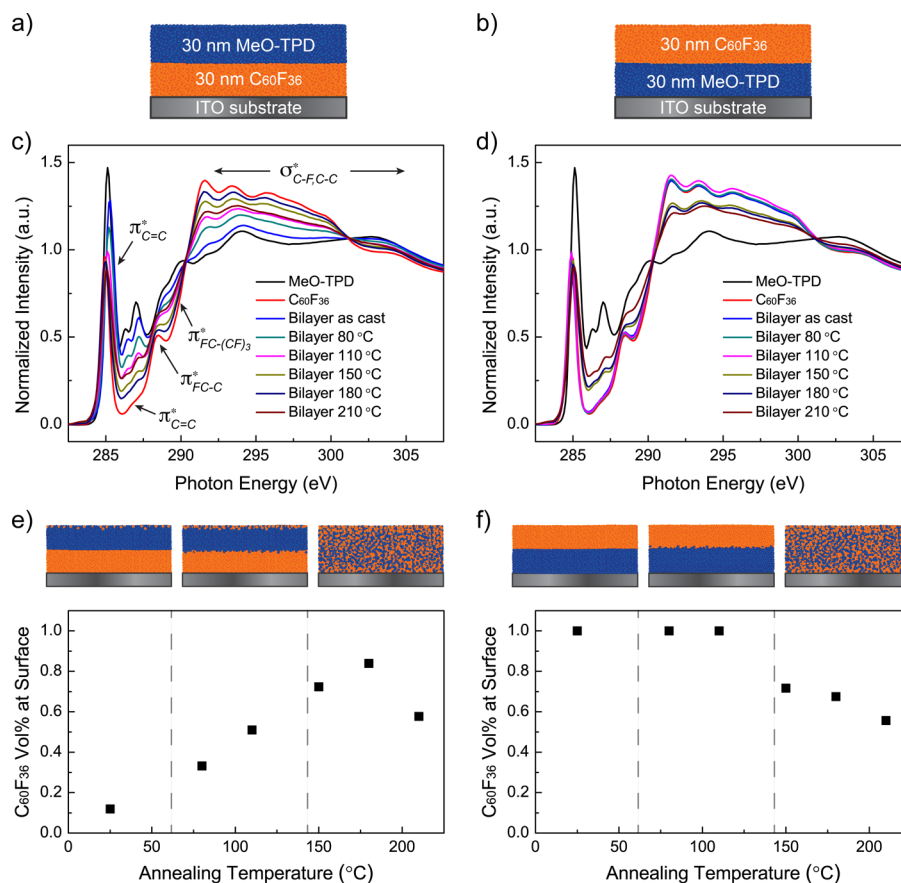 a)
30 nm MeO-TPD
30 nm C₆₀F₃₆
ITO substrate
b)
30 nm C₆₀F₃₆
30 nm MeO-TPD
ITO substrate
c)
Normalized Intensity (a.u.)
1.5
1.0
0.5
0.0
π*C=C
σ*C-F,C-C
π*FC-(CF)₃
π*FC-C
π*C=C
MeO-TPD
C₆₀F₃₆
Bilayer as cast
Bilayer 80 °C
Bilayer 110 °C
Bilayer 150 °C
Bilayer 180 °C
Bilayer 210 °C
285 290 295 300 305
Photon Energy (eV)
d)
Normalized Intensity (a.u.)
1.5
1.0
0.5
0.0
MeO-TPD
C₆₀F₃₆
Bilayer as cast
Bilayer 80 °C
Bilayer 110 °C
Bilayer 150 °C
Bilayer 180 °C
Bilayer 210 °C
285 290 295 300 305
Photon Energy (eV)
e)
C₆₀F₃₆ Vol% at Surface
1.0
0.8
0.6
0.4
0.2
0.0
0 50 100 150 200
Annealing Temperature (°C)
f)
C₆₀F₃₆ Vol% at Surface
1.0
0.8
0.6
0.4
0.2
0.0
0 50 100 150 200
Annealing Temperature (°C)